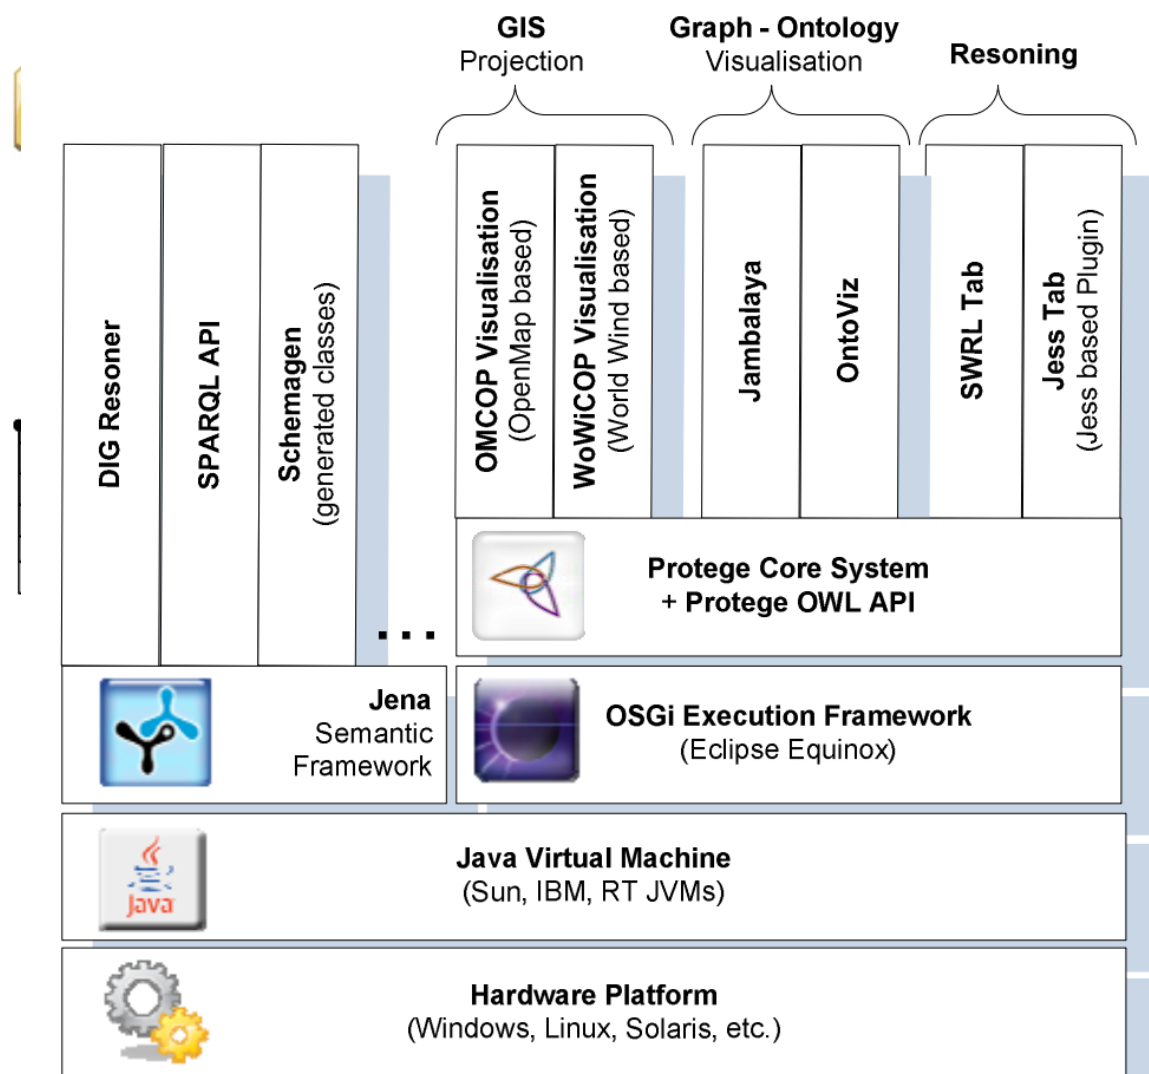 GIS
Projection
Graph - Ontology
Visualisation
Resoning
DIG Resoner
SPARQL API
Schemagen
(generated classes)
OMCOP Visualisation
(OpenMap based)
WoWiCOP Visualisation
(World Wind based)
Jambalaya
OntoViz
SWRL Tab
Jess Tab
(Jess based Plugin)
Protege Core System
+ Protege OWL API
...
Jena
Semantic
Framework
OSGi Execution Framework
(Eclipse Equinox)
Java
Java Virtual Machine
(Sun, IBM, RT JVMs)
Hardware Platform
(Windows, Linux, Solaris, etc.)